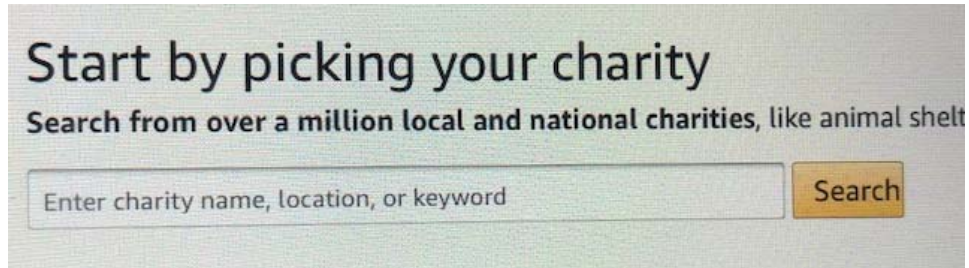 Start by picking your charity
Search from over a million local and national charities, like animal shelt
Enter charity name, location, or keyword
Search